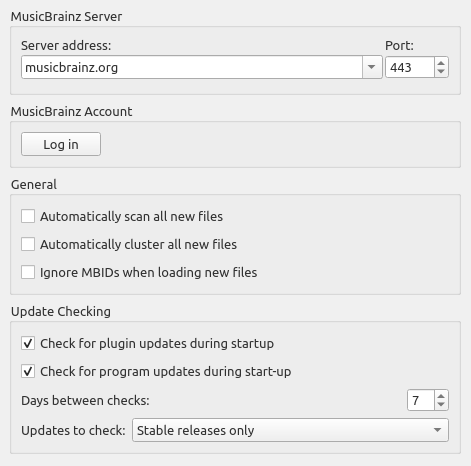 MusicBrainz Server
Server address: Port:
musicbrainz.org 443
MusicBrainz Account
Log in
General
Automatically scan all new files
Automatically cluster all new files
Ignore MBIDs when loading new files
Update Checking
Check for plugin updates during startup
Check for program updates during start-up
Days between checks: 7
Updates to check: Stable releases only